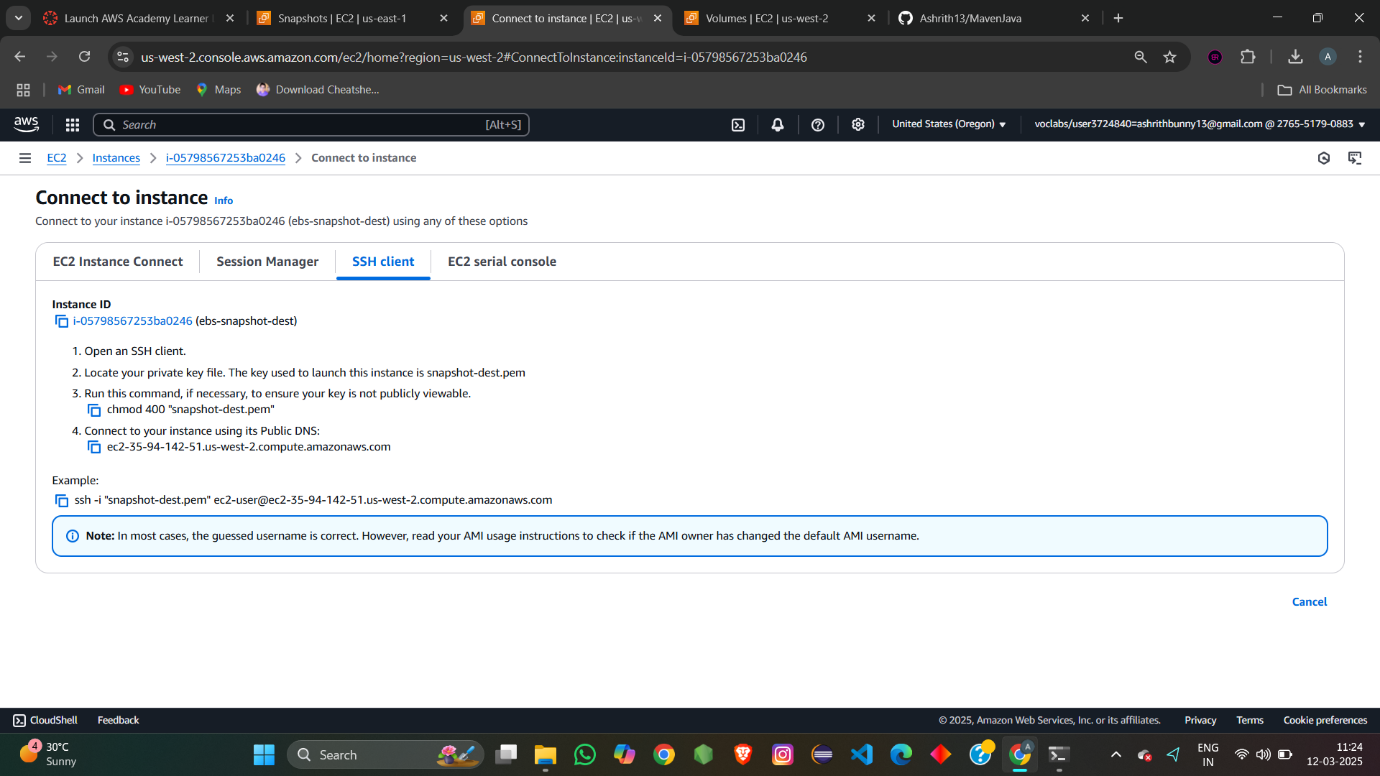 Launch AWS Academy Learner
Snapshots | EC2 | us-east-1
Connect to instance | EC2 | us-w
Volumes | EC2 | us-west-2
Ashrith13/MavenJava
us-west-2.console.aws.amazon.com/ec2/home?region=us-west-2#ConnectToInstance:instanceId=i-05798567253ba0246
A
Gmail
YouTube
Maps
Download Cheatshe...
All Bookmarks
aws
Search
[Alt+S]
United States (Oregon)
voclabs/user3724840=ashrithbunny13@gmail.com @ 2765-5179-0883
EC2
Instances
i-05798567253ba0246
Connect to instance
Connect to instance Info
Connect to your instance i-05798567253ba0246 (ebs-snapshot-dest) using any of these options
EC2 Instance Connect
Session Manager
SSH client
EC2 serial console
Instance ID
i-05798567253ba0246 (ebs-snapshot-dest)
1. Open an SSH client.
2. Locate your private key file. The key used to launch this instance is snapshot-dest.pem
3. Run this command, if necessary, to ensure your key is not publicly viewable.
chmod 400 "snapshot-dest.pem"
4. Connect to your instance using its Public DNS:
ec2-35-94-142-51.us-west-2.compute.amazonaws.com
Example:
ssh -i "snapshot-dest.pem" ec2-user@ec2-35-94-142-51.us-west-2.compute.amazonaws.com
Note: In most cases, the guessed username is correct. However, read your AMI usage instructions to check if the AMI owner has changed the default AMI username.
Cancel
CloudShell
Feedback
© 2025, Amazon Web Services, Inc. or its affiliates.
Privacy
Terms
Cookie preferences
4
30°C
Sunny
Search
A
ENG
IN
11:24
12-03-2025